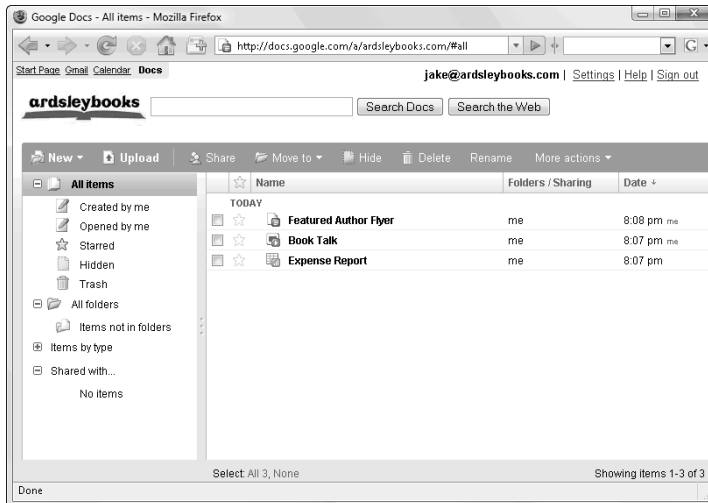 Google Docs - All items - Mozilla Firefox
http://docs.google.com/a/ardsleybooks.com/#all
G
Start Page Gmail Calendar Docs
jake@ardsleybooks.com | Settings | Help | Sign out
ardsleybooks
Search Docs Search the Web
New Upload Share Move to Hide Delete Rename More actions
All items
Created by me
Opened by me
Starred
Hidden
Trash
All folders
Items not in folders
Items by type
Shared with...
No items
Name Folders / Sharing Date
TODAY
Featured Author Flyer me 8:08 pm me
Book Talk me 8:07 pm me
Expense Report me 8:07 pm
Select: All 3, None Showing items 1-3 of 3
Done